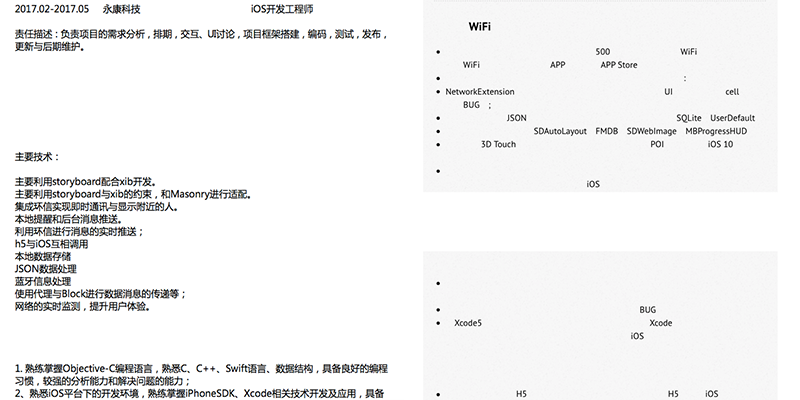 2017.02-2017.05 永康科技 iOS开发工程师
责任描述：负责项目的需求分析，排期，交互、UI讨论，项目框架搭建，编码，测试，发布，
更新与后期维护。
主要技术：
主要利用storyboard配合xib开发。
主要利用storyboard与xib的约束，和Masonry进行适配。
集成环信实现即时通讯与显示附近的人。
本地提醒和后台消息推送。
利用环信进行消息的实时推送；
h5与iOS互相调用
本地数据存储
JSON数据处理
蓝牙信息处理
使用代理与Block进行数据消息的传递等；
网络的实时监测，提升用户体验。
1. 熟练掌握Objective-C编程语言，熟悉C、C++、Swift语言、数据结构，具备良好的编程
习惯，较强的分析能力和解决问题的能力；
2、熟悉iOS平台下的开发环境，熟练掌握iPhoneSDK、Xcode相关技术开发及应用，具备
WiFi
500 WiFi
WiFi APP APP Store
:
NetworkExtension UI cell
BUG ;
JSON SQLite UserDefault
SDAutoLayout FMDB SDWebImage MBProgressHUD
3D Touch POI iOS 10
iOS
BUG
Xcode5 Xcode
iOS
H5 H5 iOS